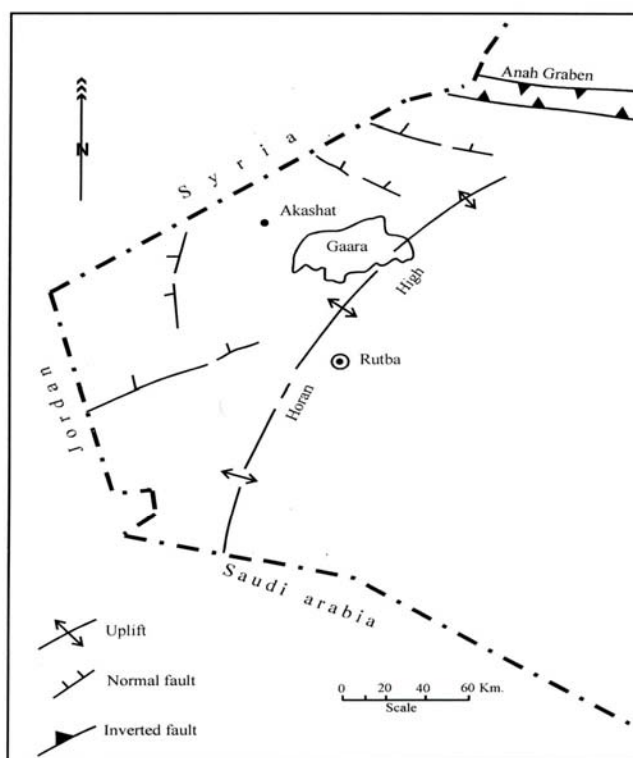 Anah Graben
N
Syria
Akashat
Gaara
High
Rutba
Jordan
Horan
Saudi arabia
Uplift
Normal fault
Inverted fault
0 20 40 60 Km.
Scale